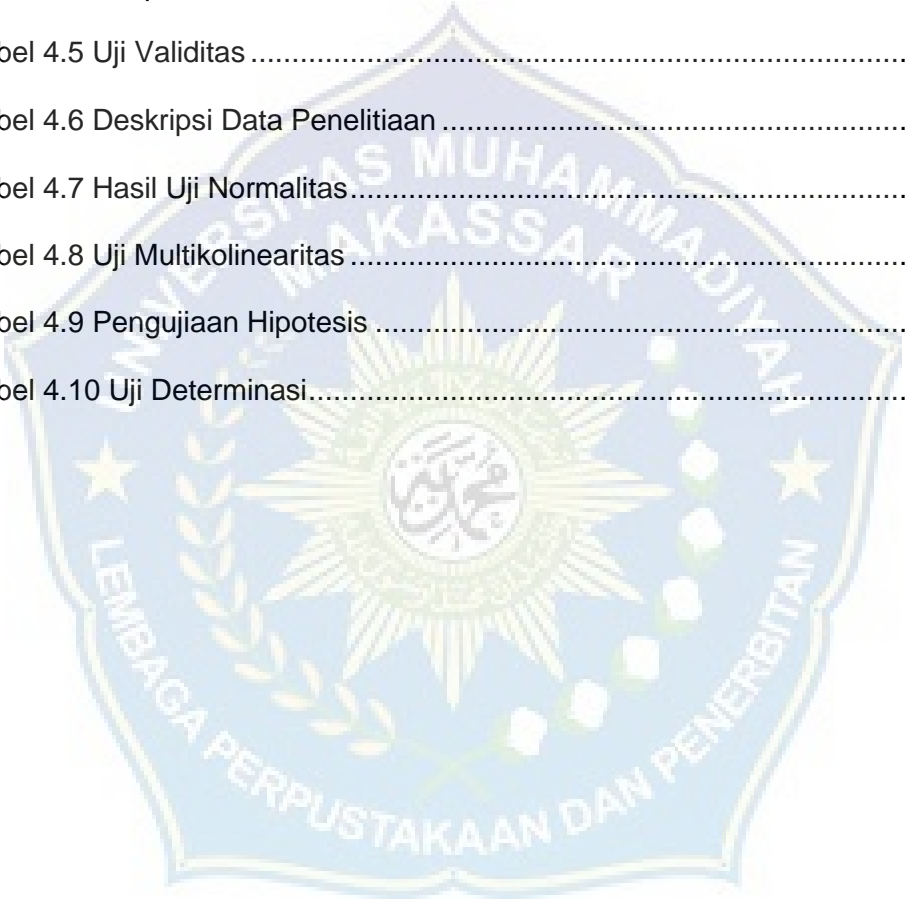 bel 4.5 Uji Validitas ........................................................................................
bel 4.6 Deskripsi Data Penelitiaan ................................................................
bel 4.7 Hasil Uji Normalitas............................................................................
bel 4.8 Uji Multikolinearitas ............................................................................
bel 4.9 Pengujiaan Hipotesis .........................................................................
bel 4.10 Uji Determinasi.................................................................................
UNIVERSITAS MUHAMMADIYAH
MAKASSAR
محمدية
LEMBAGA PERPUSTAKAAN DAN PENERBITAN